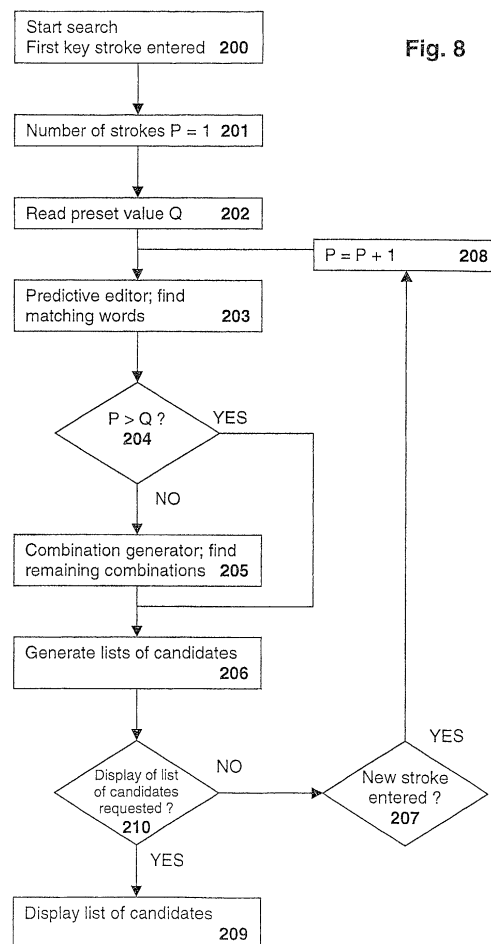 Start search
First key stroke entered 200
Fig. 8
Number of strokes P = 1 201
Read preset value Q 202
P = P + 1 208
Predictive editor; find
matching words 203
P > Q ?
204
YES
NO
Combination generator; find
remaining combinations 205
Generate lists of candidates
206
Display of list
of candidates
requested ?
210
NO
YES
New stroke
entered ?
207
YES
Display list of candidates
209